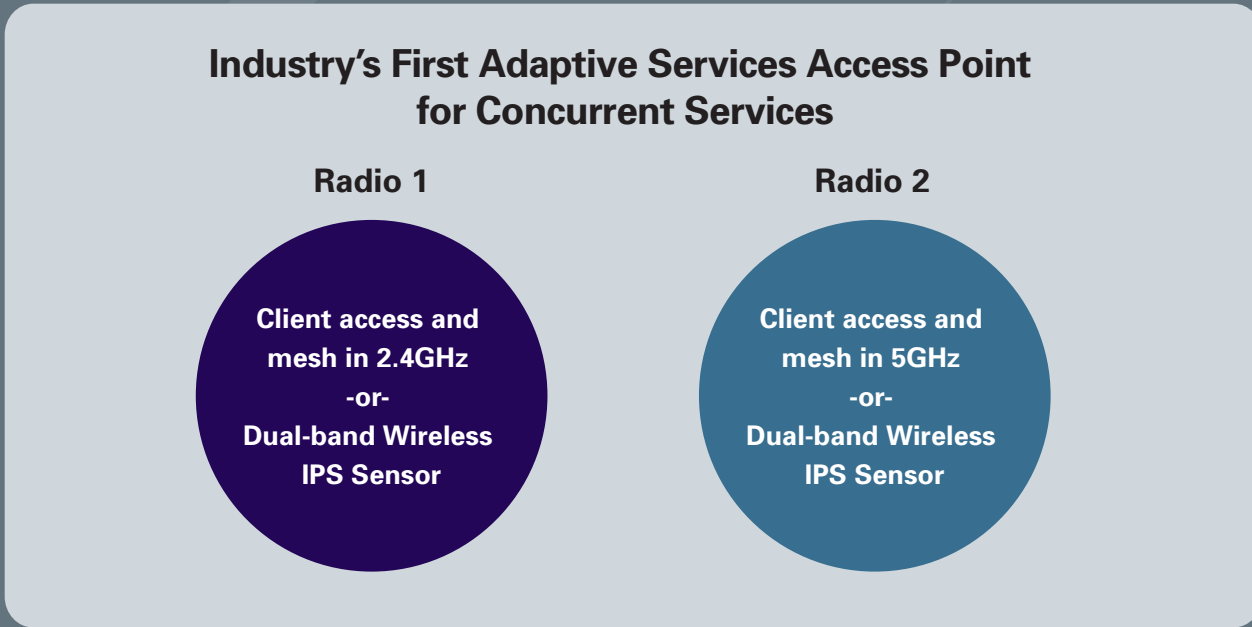 Industry’s First Adaptive Services Access Point
for Concurrent Services
Radio 1
Client access and
mesh in 2.4GHz
-or-
Dual-band Wireless
IPS Sensor
Radio 2
Client access and
mesh in 5GHz
-or-
Dual-band Wireless
IPS Sensor